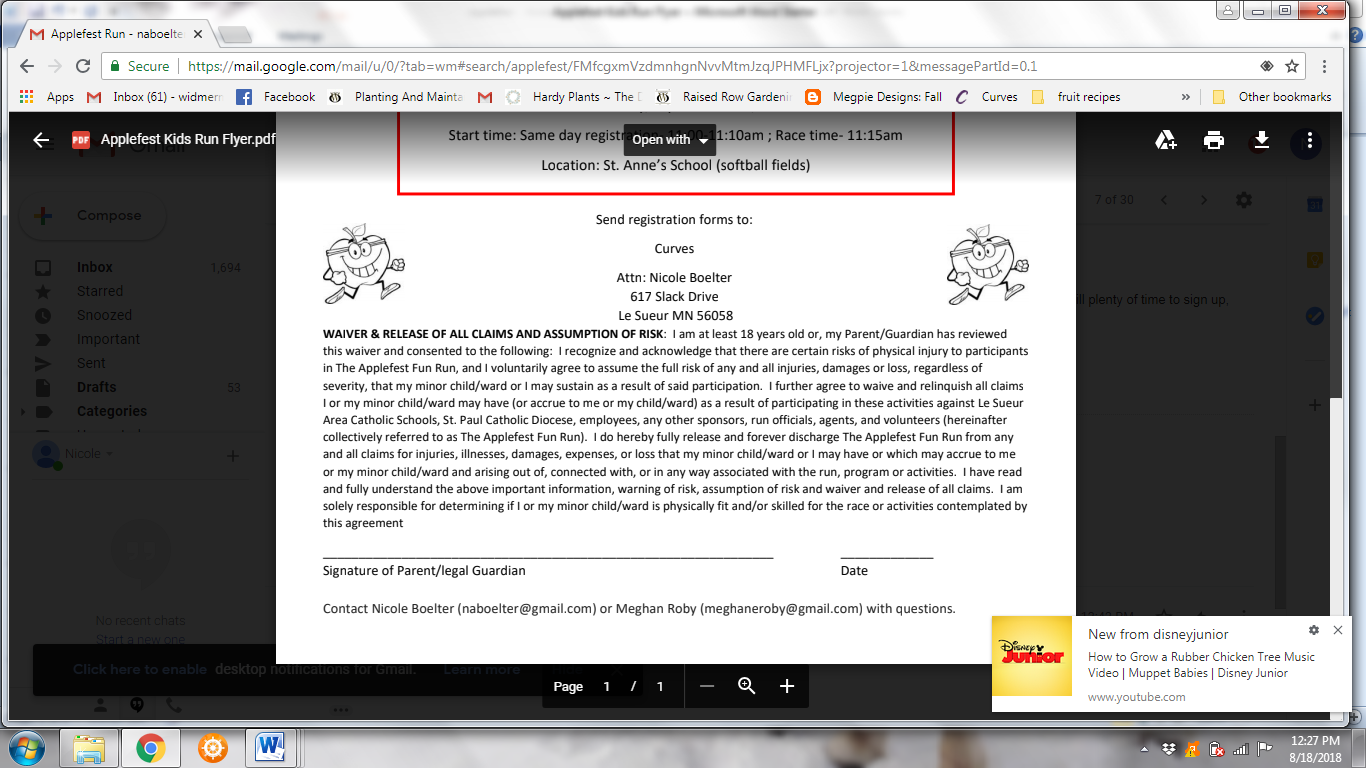 Applefest Run - naboelte
Secure
https://mail.google.com/mail/u/0/?tab=wm#search/applefest/FMfcgxmVzdmnhgnNvvMtmJzqJPHMFLjx?projector=1&messagePartId=0.1
Apps
Inbox (61) - widmer
Facebook
Planting And Mainta
Hardy Plants ~ The
Raised Row Gardeni
Megpie Designs: Fall
Curves
fruit recipes
»
Other bookmarks
PDF
Applefest Kids Run Flyer.pdf
Open with
Start time: Same day registration- 11:00-11:10am ; Race time- 11:15am
Location: St. Anne's School (softball fields)
Compose
7 of 30
Inbox
1,694
Starred
Snoozed
Important
Sent
Drafts
53
Categories
Nicole
No recent chats
Start a new one
plenty of time to sign up,
Send registration forms to:
Curves
Attn: Nicole Boelter
617 Slack Drive
Le Sueur MN 56058
WAIVER & RELEASE OF ALL CLAIMS AND ASSUMPTION OF RISK: I am at least 18 years old or, my Parent/Guardian has reviewed
this waiver and consented to the following: I recognize and acknowledge that there are certain risks of physical injury to participants
in The Applefest Fun Run, and I voluntarily agree to assume the full risk of any and all injuries, damages or loss, regardless of
severity, that my minor child/ward or I may sustain as a result of said participation. I further agree to waive and relinquish all claims
I or my minor child/ward may have (or accrue to me or my child/ward) as a result of participating in these activities against Le Sueur
Area Catholic Schools, St. Paul Catholic Diocese, employees, any other sponsors, run officials, agents, and volunteers (hereinafter
collectively referred to as The Applefest Fun Run). I do hereby fully release and forever discharge The Applefest Fun Run from any
and all claims for injuries, illnesses, damages, expenses, or loss that my minor child/ward or I may have or which may accrue to me
or my minor child/ward and arising out of, connected with, or in any way associated with the run, program or activities. I have read
and fully understand the above important information, warning of risk, assumption of risk and waiver and release of all claims. I am
solely responsible for determining if I or my minor child/ward is physically fit and/or skilled for the race or activities contemplated by
this agreement
Signature of Parent/legal Guardian
Date
Contact Nicole Boelter (naboelter@gmail.com) or Meghan Roby (meghaneroby@gmail.com) with questions.
Click here to enable desktop notifications for Gmail. Learn more
Page 1 / 1
Disney Junior
New from disneyjunior
How to Grow a Rubber Chicken Tree Music
Video | Muppet Babies | Disney Junior
www.youtube.com
12:27 PM
8/18/2018